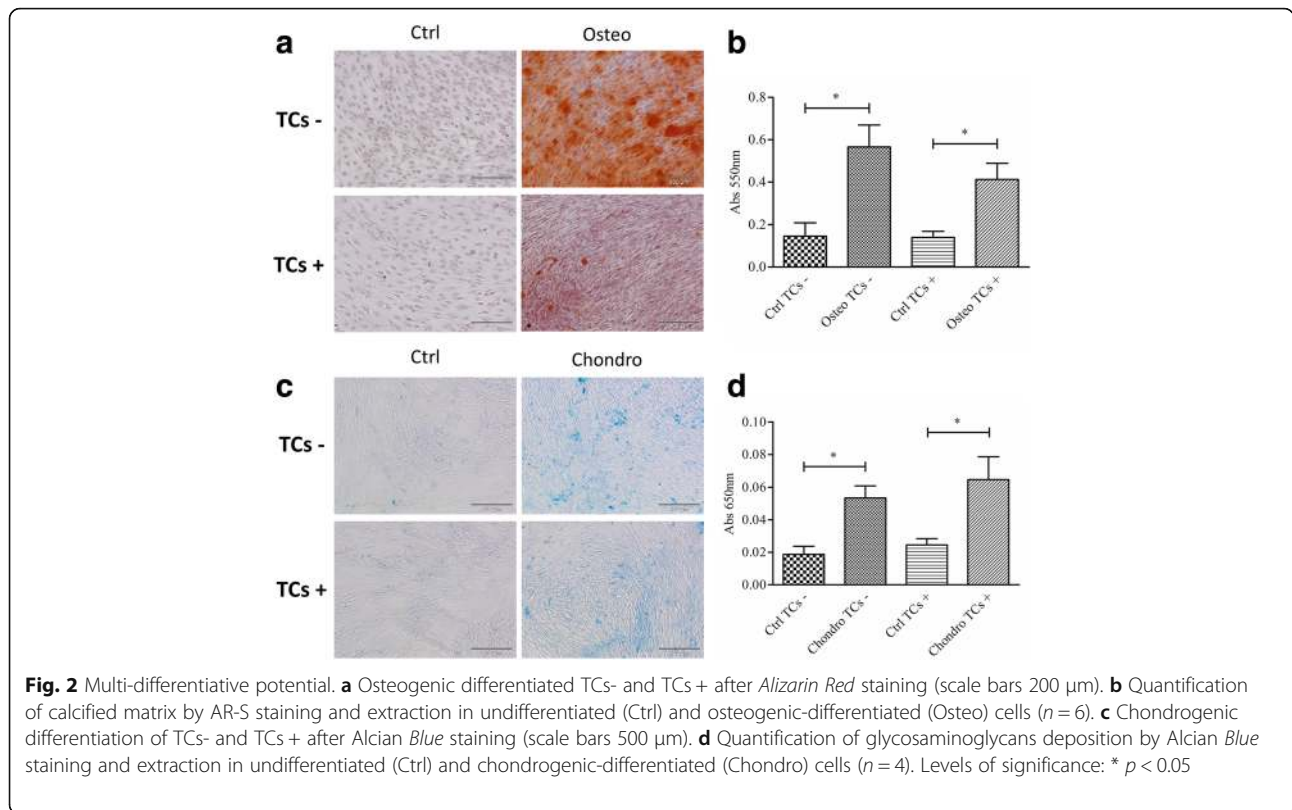 a
Ctrl
Osteo
TCs -
TCs +
b
Abs 550nm
0.8
0.6
0.4
0.2
0.0
*
*
Ctrl TCs -
Osteo TCs -
Ctrl TCs +
Osteo TCs +
c
Ctrl
Chondro
TCs -
TCs +
d
Abs 650nm
0.10
0.08
0.06
0.04
0.02
0.00
*
*
Ctrl TCs -
Chondro TCs -
Ctrl TCs +
Chondro TCs +
Fig. 2 Multi-differentiative potential. a Osteogenic differentiated TCs- and TCs + after Alizarin Red staining (scale bars 200 μm). b Quantification
of calcified matrix by AR-S staining and extraction in undifferentiated (Ctrl) and osteogenic-differentiated (Osteo) cells (n = 6). c Chondrogenic
differentiation of TCs- and TCs + after Alcian Blue staining (scale bars 500 μm). d Quantification of glycosaminoglycans deposition by Alcian Blue
staining and extraction in undifferentiated (Ctrl) and chondrogenic-differentiated (Chondro) cells (n = 4). Levels of significance: * p < 0.05